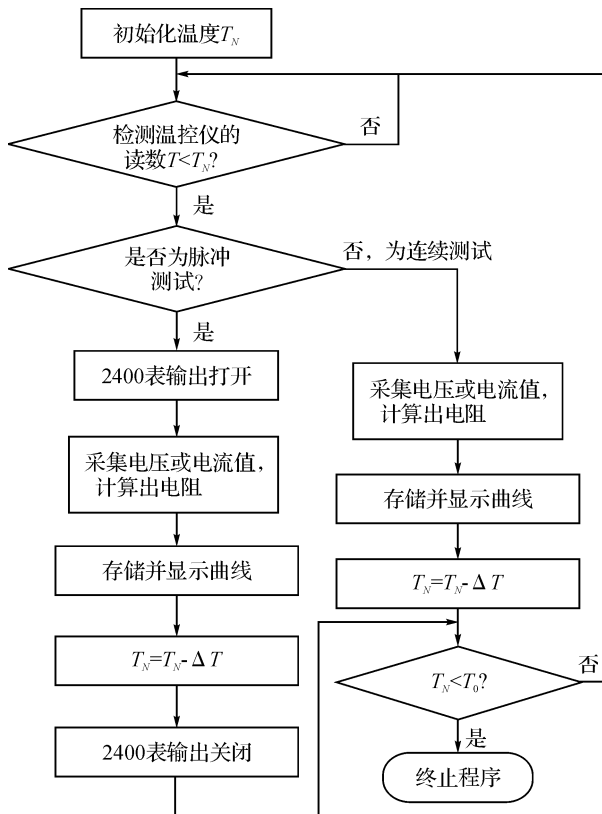 初始化温度T_N
检测温控仪的
读数T<T_N?
否
是
是否为脉冲
测试?
否，为连续测试
是
2400表输出打开
采集电压或电流值，
计算出电阻
存储并显示曲线
T_N=T_N-ΔT
2400表输出关闭
采集电压或电流值，
计算出电阻
存储并显示曲线
T_N=T_N-ΔT
T_N<T_0?
否
是
终止程序